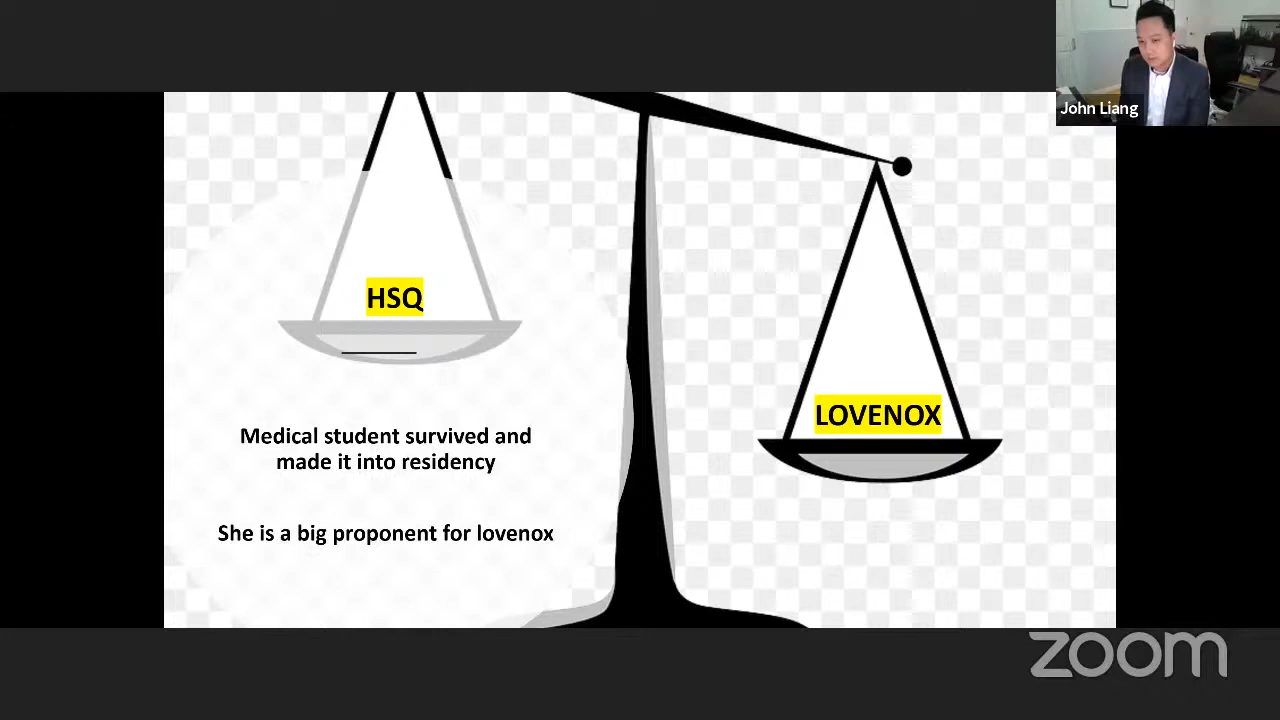 John Liang
HSQ
LOVENOX
Medical student survived and
made it into residency
She is a big proponent for lovenox
zoom